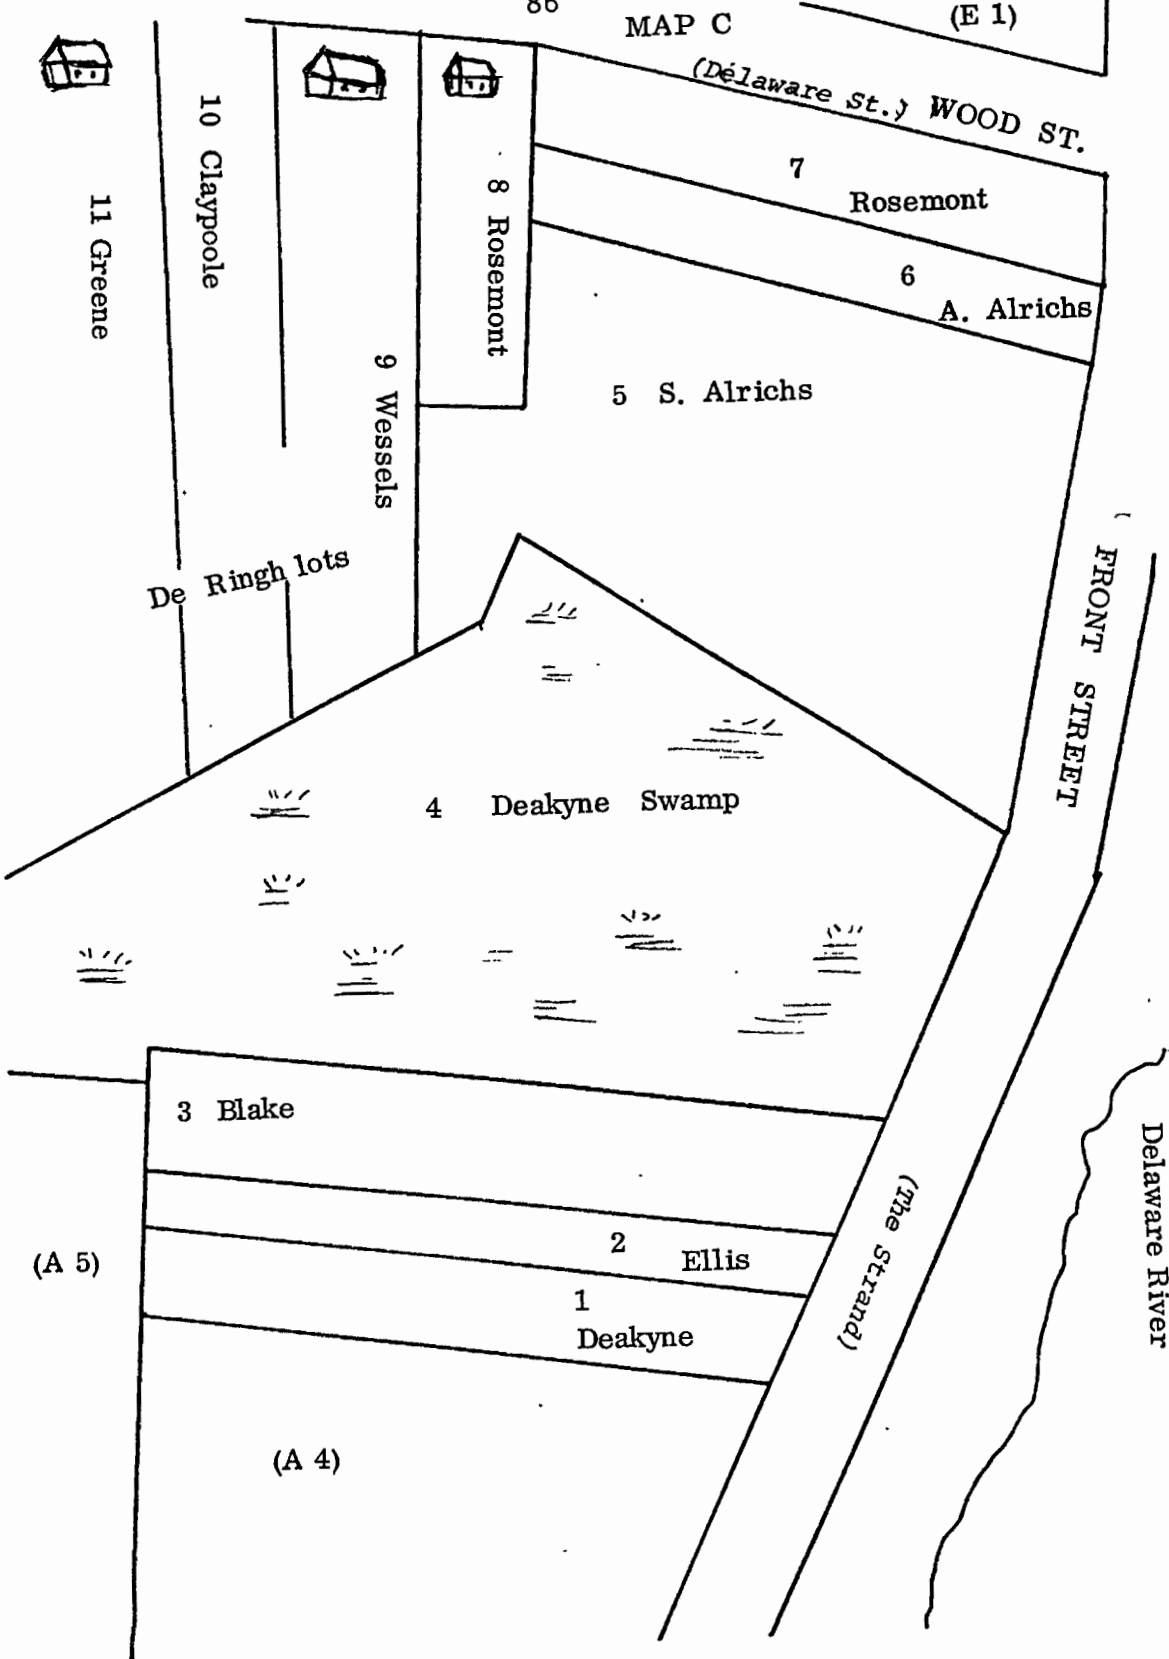 86
MAP C
(E 1)
(Délaware St.) WOOD ST.
7
Rosemont
6
A. Alrichs
5 S. Alrichs
8 Rosemont
9 Wessels
10 Claypoole
11 Greene
De Ringh lots
FRONT STREET
4 Deakyne Swamp
3 Blake
2
Ellis
1
Deakyne
(The Strand)
Delaware River
(A 5)
(A 4)